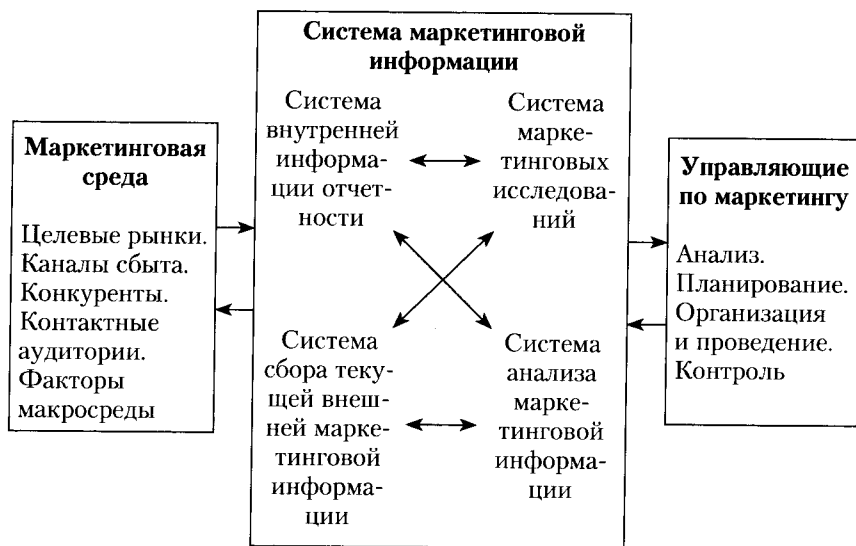 Система маркетинговой
информации
Маркетинговая
среда
Целевые рынки.
Каналы сбыта.
Конкуренты.
Контактные
аудитории.
Факторы
макросреды
Система
внутренней
информа-
ции отчет-
ности
Система
марке-
тинговых
исследова-
ний
Система
сбора теку-
щей внеш-
ней марке-
тинговой
информа-
ции
Система
анализа
марке-
тинговой
информа-
ции
Управляющие
по маркетингу
Анализ.
Планирование.
Организация
и проведение.
Контроль